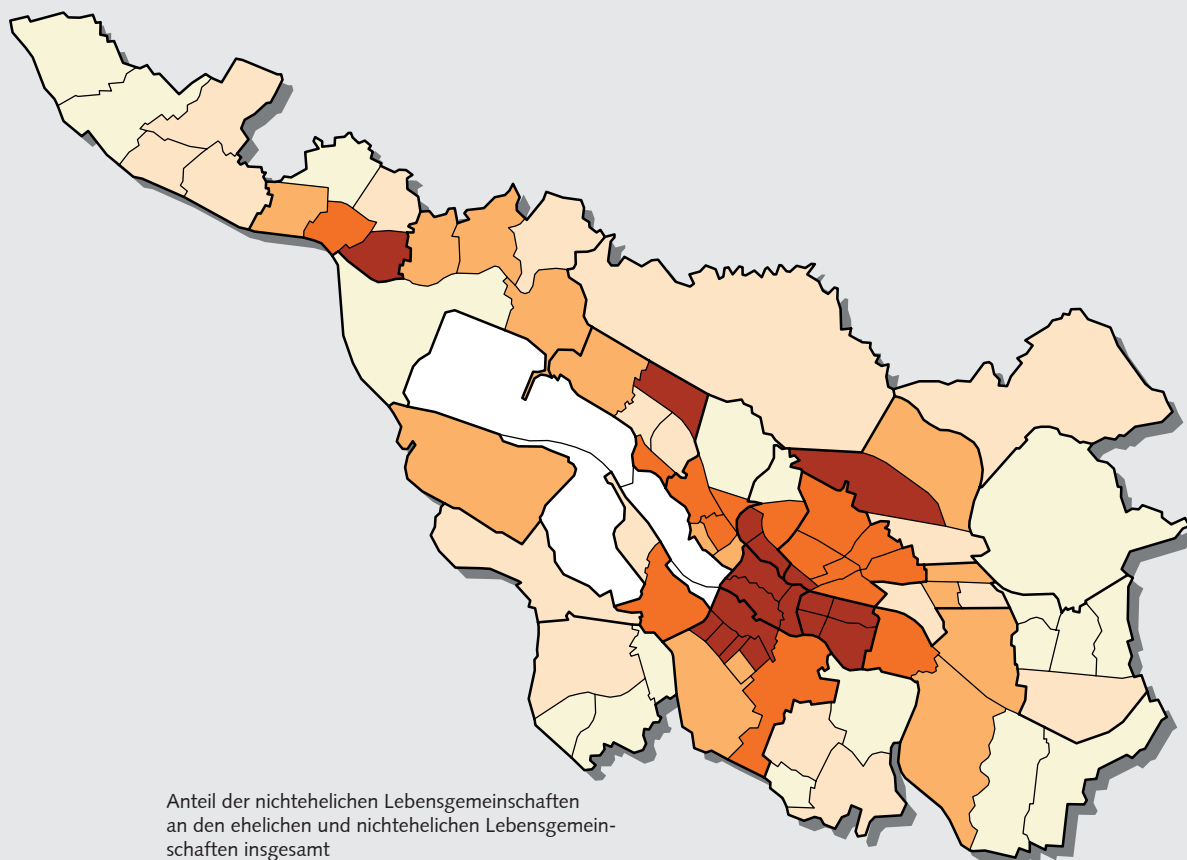 Anteil der nichtehelichen Lebensgemeinschaften
an den ehelichen und nichtehelichen Lebensgemein-
schaften insgesamt